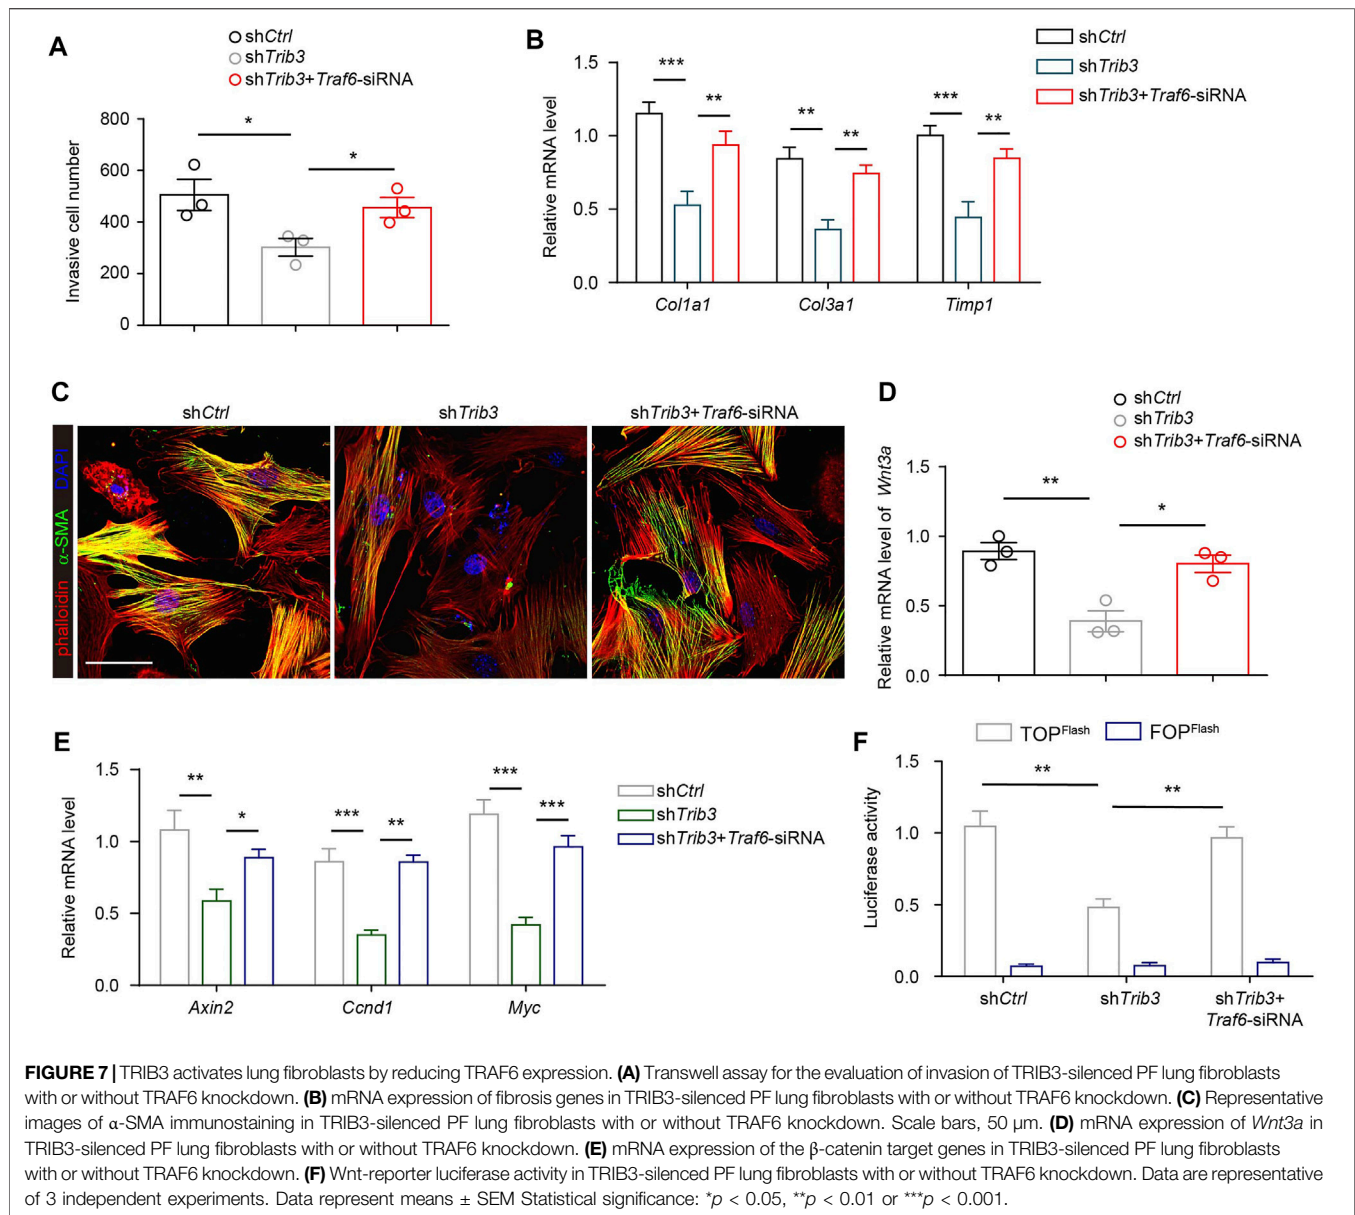 A
shCtrl
shTrib3
shTrib3+Traf6-siRNA
Invasive cell number
800
600
400
200
0
*
*
B
shCtrl
shTrib3
shTrib3+Traf6-siRNA
Relative mRNA level
1.5
1.0
0.5
0.0
***
**
**
**
***
**
Col1a1
Col3a1
Timp1
C
shCtrl
shTrib3
shTrib3+Traf6-siRNA
phalloidin α-SMA DAPI
D
shCtrl
shTrib3
shTrib3+Traf6-siRNA
Relative mRNA level of Wnt3a
1.5
1.0
0.5
0.0
**
*
E
shCtrl
shTrib3
shTrib3+Traf6-siRNA
Relative mRNA level
1.5
1.0
0.5
0.0
**
*
***
**
***
***
Axin2
Ccnd1
Myc
F
TOPFlash
FOPFlash
Luciferase activity
1.5
1.0
0.5
0.0
**
**
shCtrl
shTrib3
shTrib3+
Traf6-siRNA
FIGURE 7 | TRIB3 activates lung fibroblasts by reducing TRAF6 expression. (A) Transwell assay for the evaluation of invasion of TRIB3-silenced PF lung fibroblasts
with or without TRAF6 knockdown. (B) mRNA expression of fibrosis genes in TRIB3-silenced PF lung fibroblasts with or without TRAF6 knockdown. (C) Representative
images of α-SMA immunostaining in TRIB3-silenced PF lung fibroblasts with or without TRAF6 knockdown. Scale bars, 50 μm. (D) mRNA expression of Wnt3a in
TRIB3-silenced PF lung fibroblasts with or without TRAF6 knockdown. (E) mRNA expression of the β-catenin target genes in TRIB3-silenced PF lung fibroblasts
with or without TRAF6 knockdown. (F) Wnt-reporter luciferase activity in TRIB3-silenced PF lung fibroblasts with or without TRAF6 knockdown. Data are representative
of 3 independent experiments. Data represent means ± SEM Statistical significance: *p < 0.05, **p < 0.01 or ***p < 0.001.